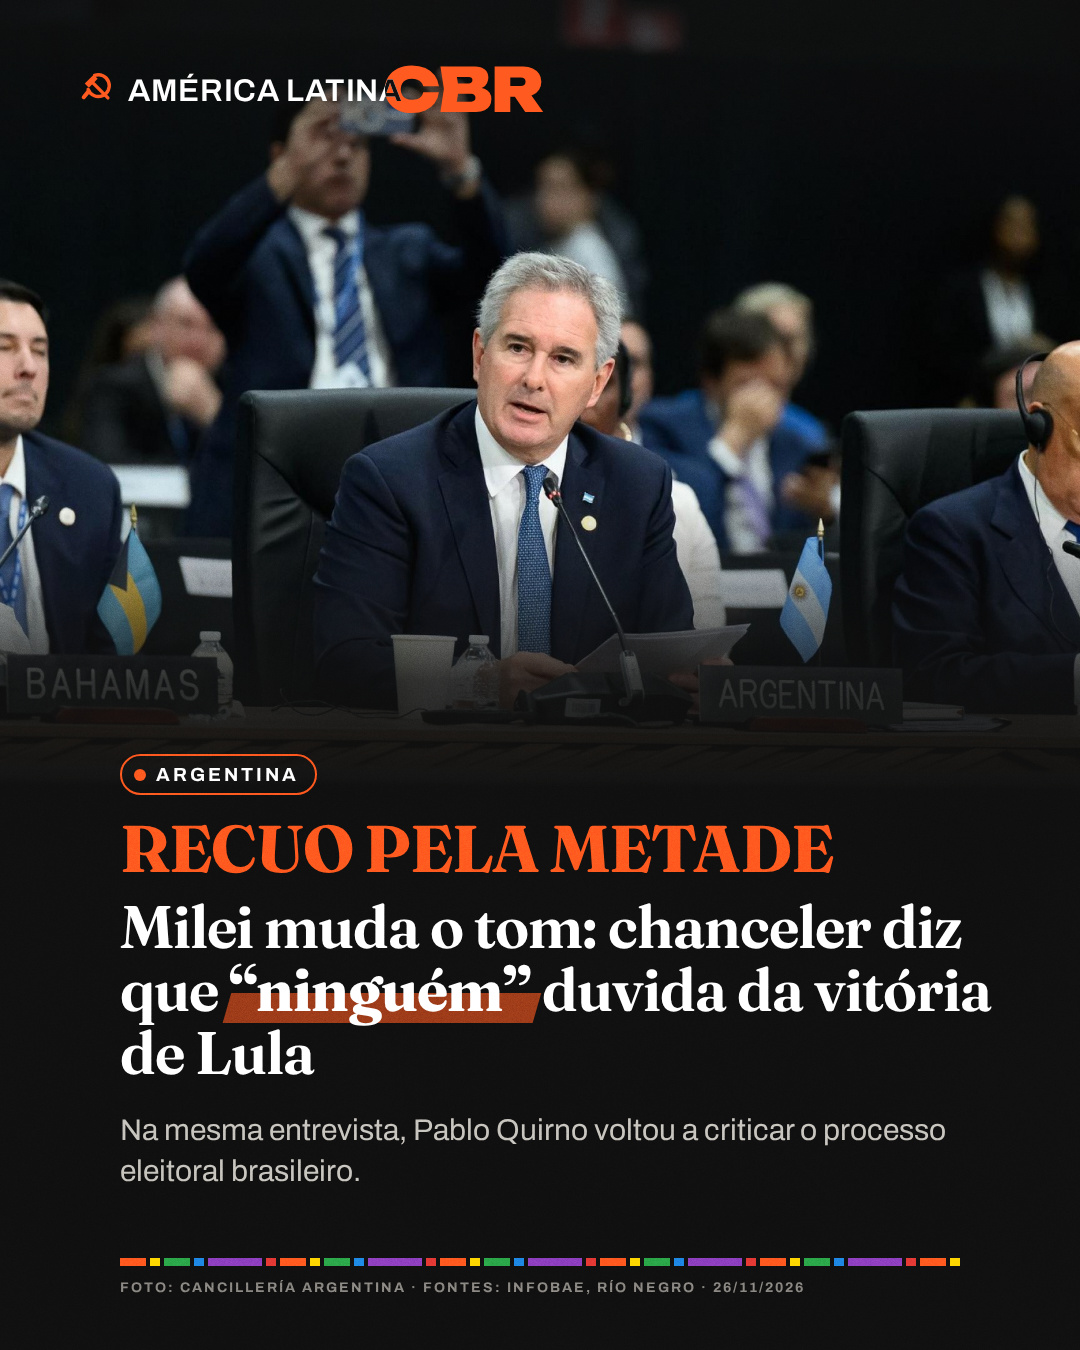 AMÉRICA LATINA CBR
BAHAMAS
ARGENTINA
ARGENTINA
RECUO PELA METADE
Milei muda o tom: chanceler diz
que “ninguém” duvida da vitória
de Lula
Na mesma entrevista, Pablo Quirno voltou a criticar o processo
eleitoral brasileiro.
FOTO: CANCILLERÍA ARGENTINA · FONTES: INFOBAE, RÍO NEGRO · 26/11/2026